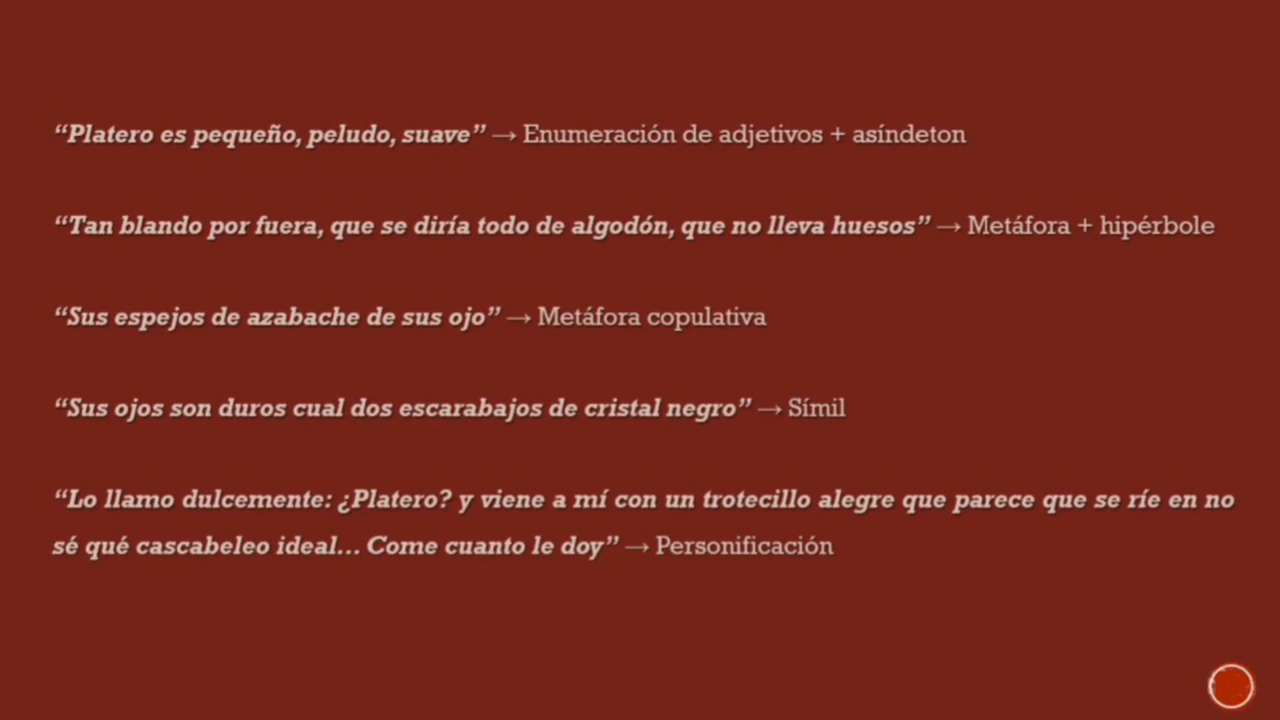 “Platero es pequeño, peludo, suave” → Enumeración de adjetivos + asíndeton
“Tan blando por fuera, que se diría todo de algodón, que no lleva huesos” → Metáfora + hipérbole
“Sus espejos de azabache de sus ojo” → Metáfora copulativa
“Sus ojos son duros cual dos escarabajos de cristal negro” → Símil
“Lo llamo dulcemente: ¿Platero? y viene a mí con un trotecillo alegre que parece que se ríe en no
sé qué cascabeleo ideal... Come cuanto le doy” → Personificación